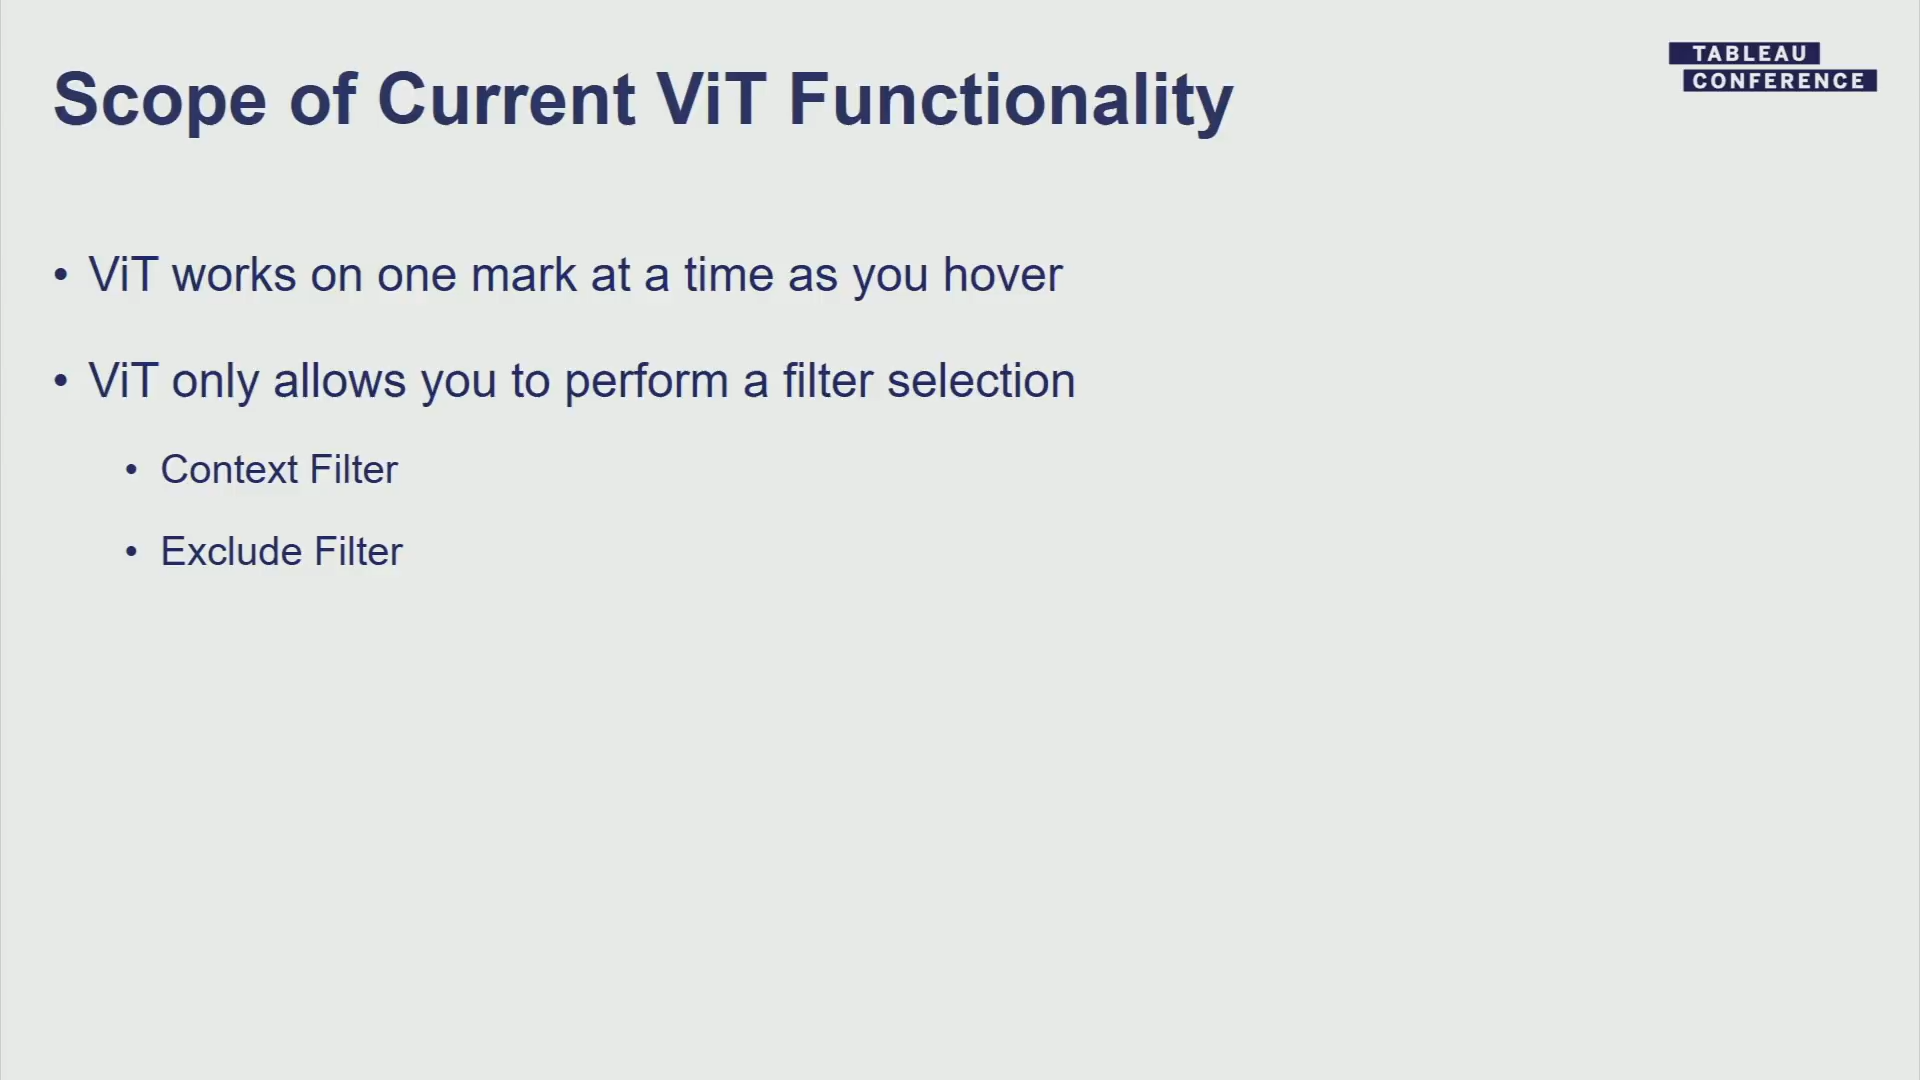 Scope of Current ViT Functionality
TABLEAU
CONFERENCE
• ViT works on one mark at a time as you hover
• ViT only allows you to perform a filter selection
• Context Filter
• Exclude Filter